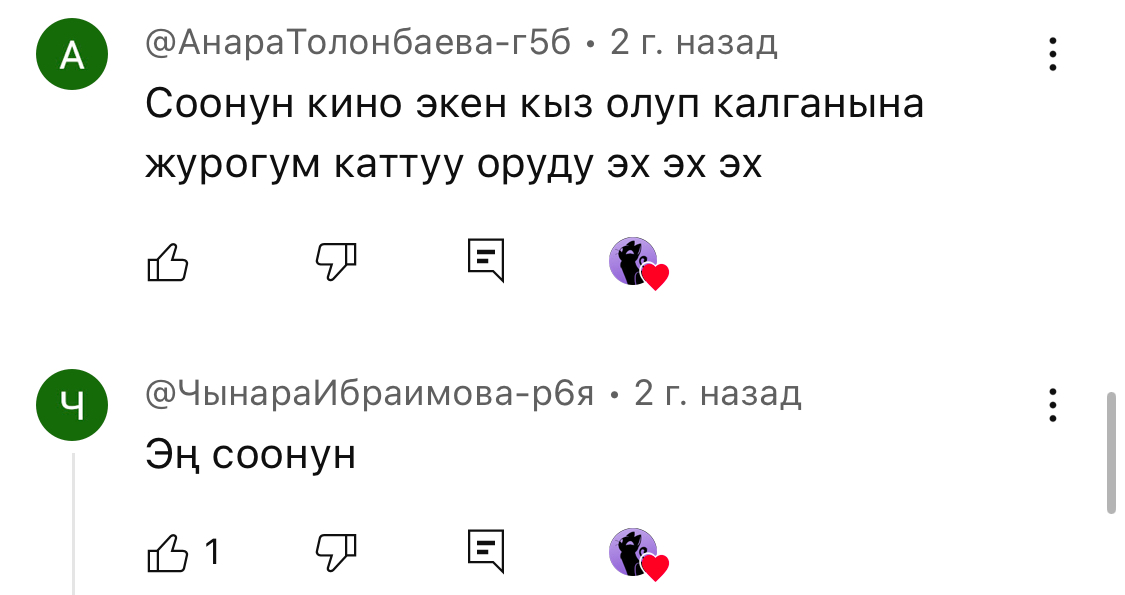 А
@АнараТолонбаева-г5б • 2 г. назад
Соонун кино экен кыз олуп калганына
журогум каттуу оруду эх эх эх
Ч
@ЧынараИбраимова-р6я • 2 г. назад
Эң соонун
1